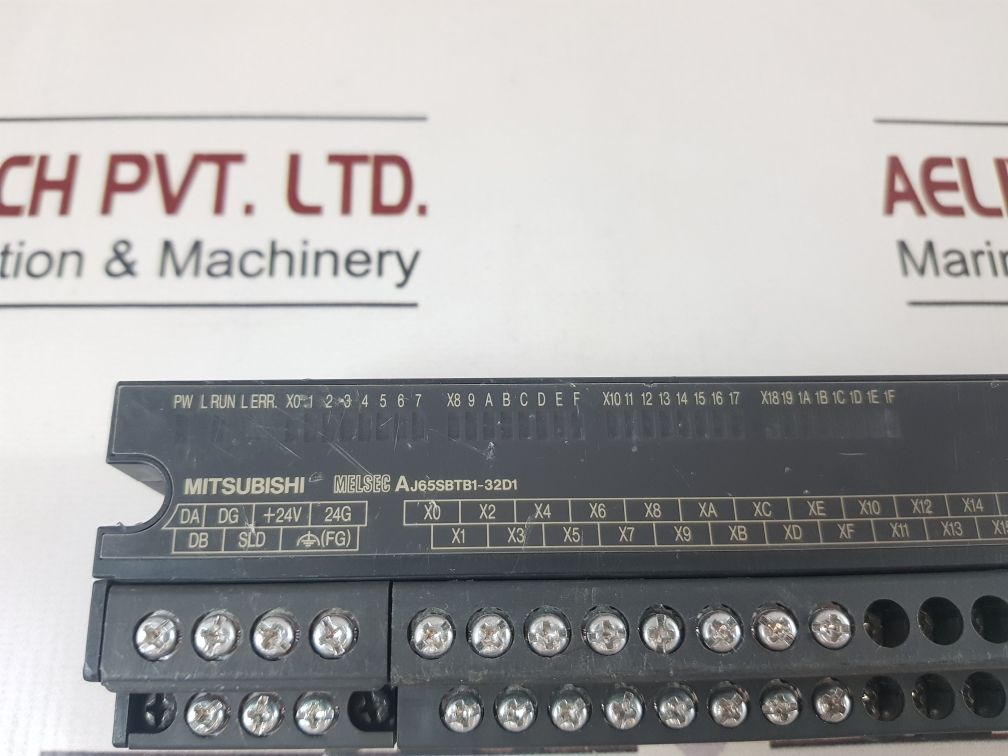 CH PVT. LTD.
tion & Machinery
AELI
Marin
PW L RUN L ERR. X0 1 2 3 4 5 6 7 X8 9 A B C D E F X10 11 12 13 14 15 16 17 X18 19 1A 1B 1C 1D 1E 1F
MITSUBISHI MELSEC AJ65SBTB1-32D1
DA DG +24V 24G X0 X2 X4 X6 X8 XA XC XE X10 X12 X14
DB SLD (FG) X1 X3 X5 X7 X9 XB XD XF X11 X13